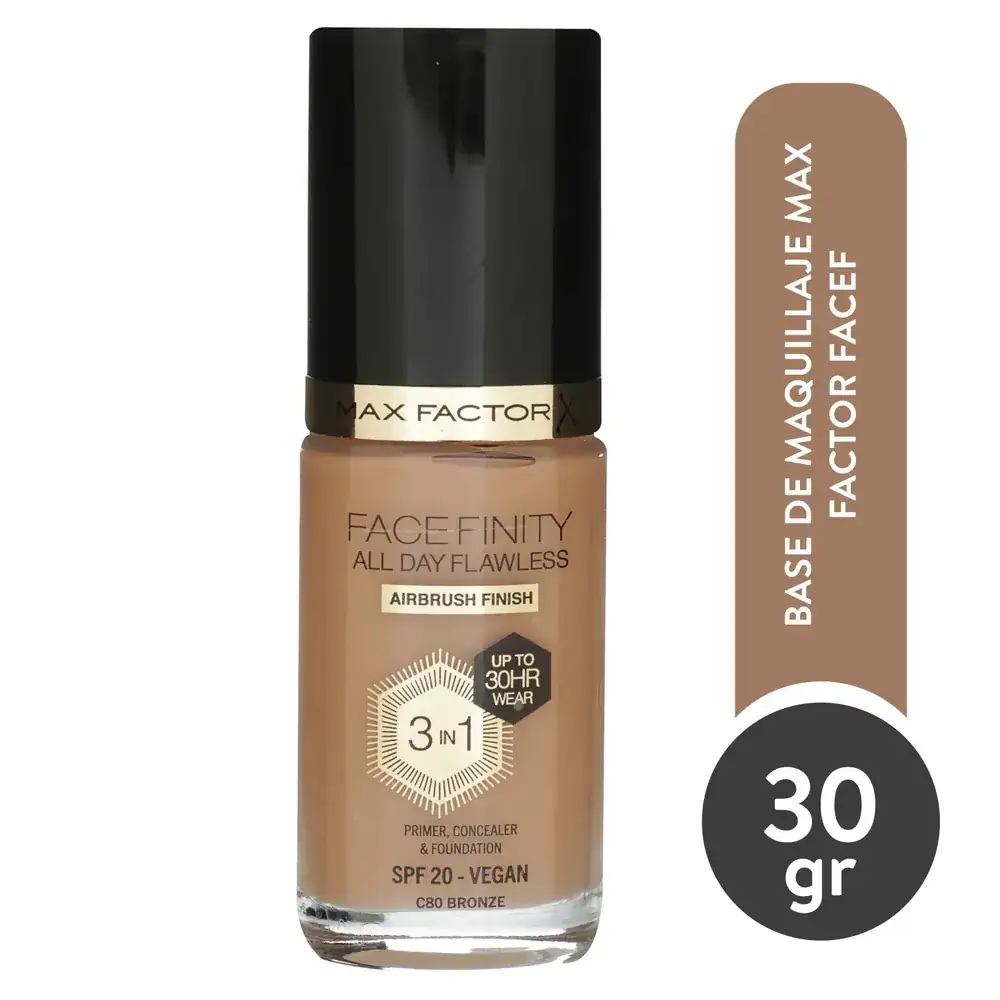 MAX FACTOR X
FACEFINITY
ALL DAY FLAWLESS
AIRBRUSH FINISH
UP TO
30HR
WEAR
3 IN 1
PRIMER, CONCEALER
& FOUNDATION
SPF 20 - VEGAN
C80 BRONZE
BASE DE MAQUILLAJE MAX
FACTOR FACEF
30
gr